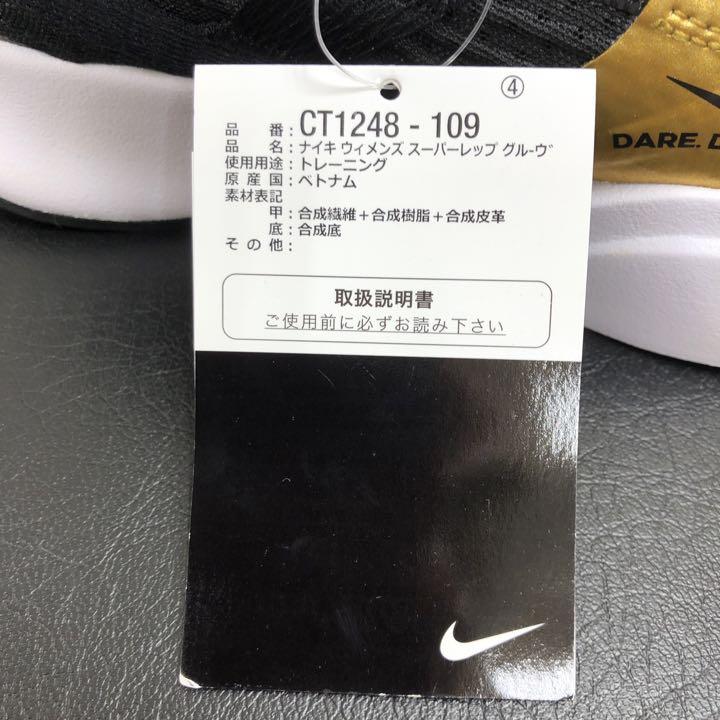 ④
品番:CT1248-109
品名:ナイキ ウィメンズ スーパーレップ グルーヴ
使用用途:トレーニング
原産国:ベトナム
素材表記
甲:合成繊維+合成樹脂+合成皮革
底:合成底
その他:
取扱説明書
ご使用前に必ずお読み下さい
DARE.